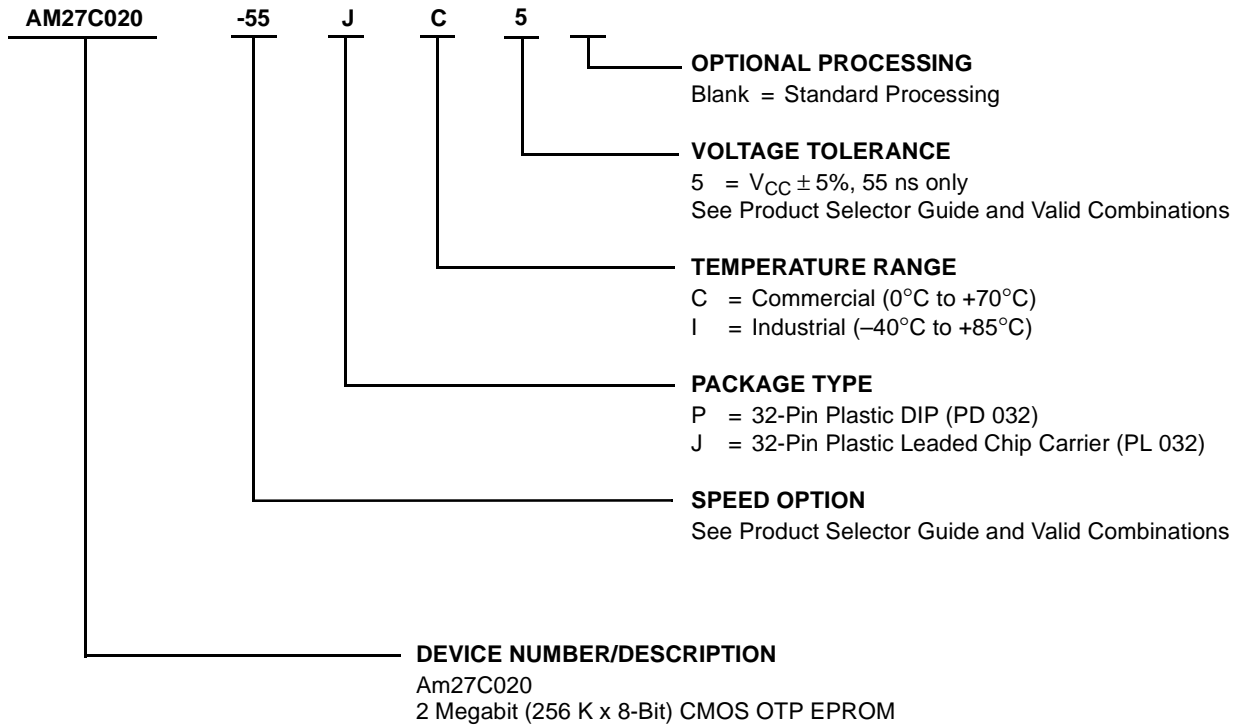 AM27C020 -55 J C 5
OPTIONAL PROCESSING
Blank = Standard Processing
VOLTAGE TOLERANCE
5 = VCC ± 5%, 55 ns only
See Product Selector Guide and Valid Combinations
TEMPERATURE RANGE
C = Commercial (0°C to +70°C)
I = Industrial (–40°C to +85°C)
PACKAGE TYPE
P = 32-Pin Plastic DIP (PD 032)
J = 32-Pin Plastic Leaded Chip Carrier (PL 032)
SPEED OPTION
See Product Selector Guide and Valid Combinations
DEVICE NUMBER/DESCRIPTION
Am27C020
2 Megabit (256 K x 8-Bit) CMOS OTP EPROM